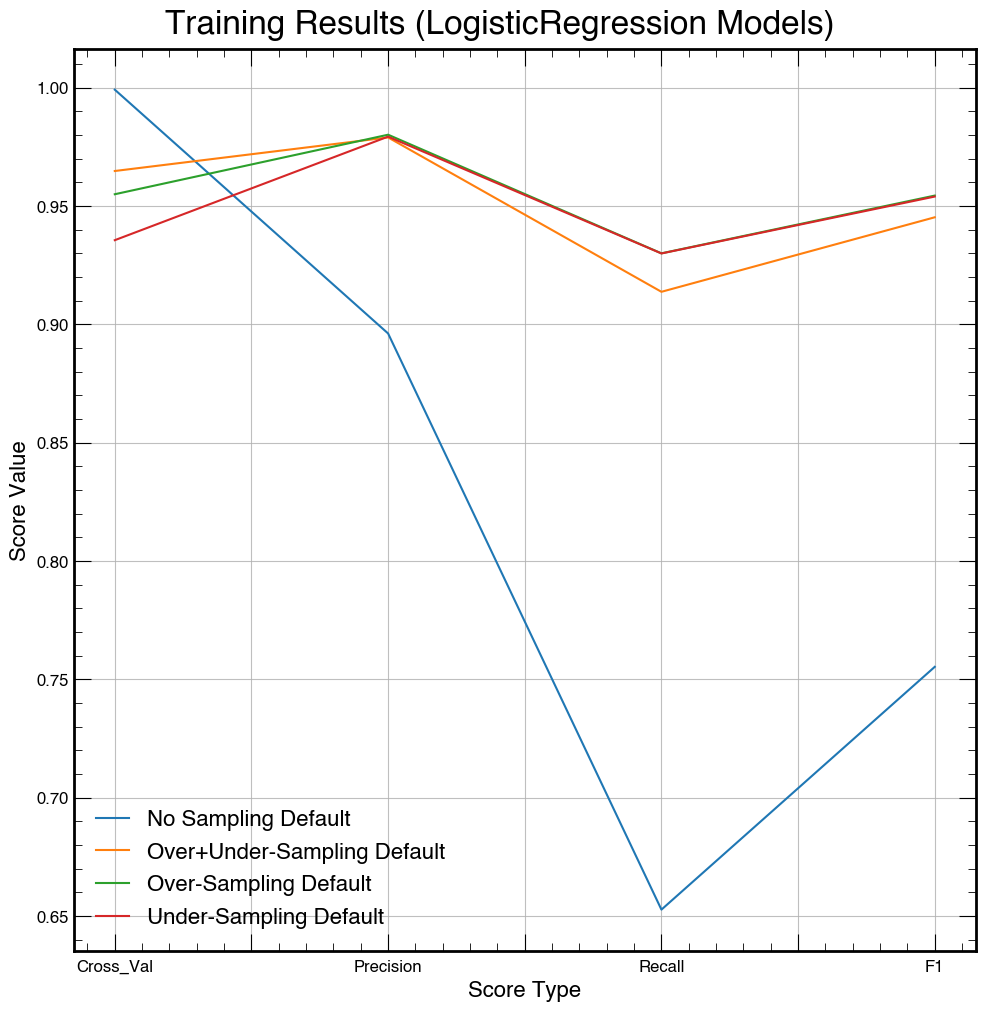 Training Results (LogisticRegression Models)
Score Value
1.00
0.95
0.90
0.85
0.80
0.75
0.70
0.65
No Sampling Default
Over+Under-Sampling Default
Over-Sampling Default
Under-Sampling Default
Cross_Val Precision Recall F1
Score Type